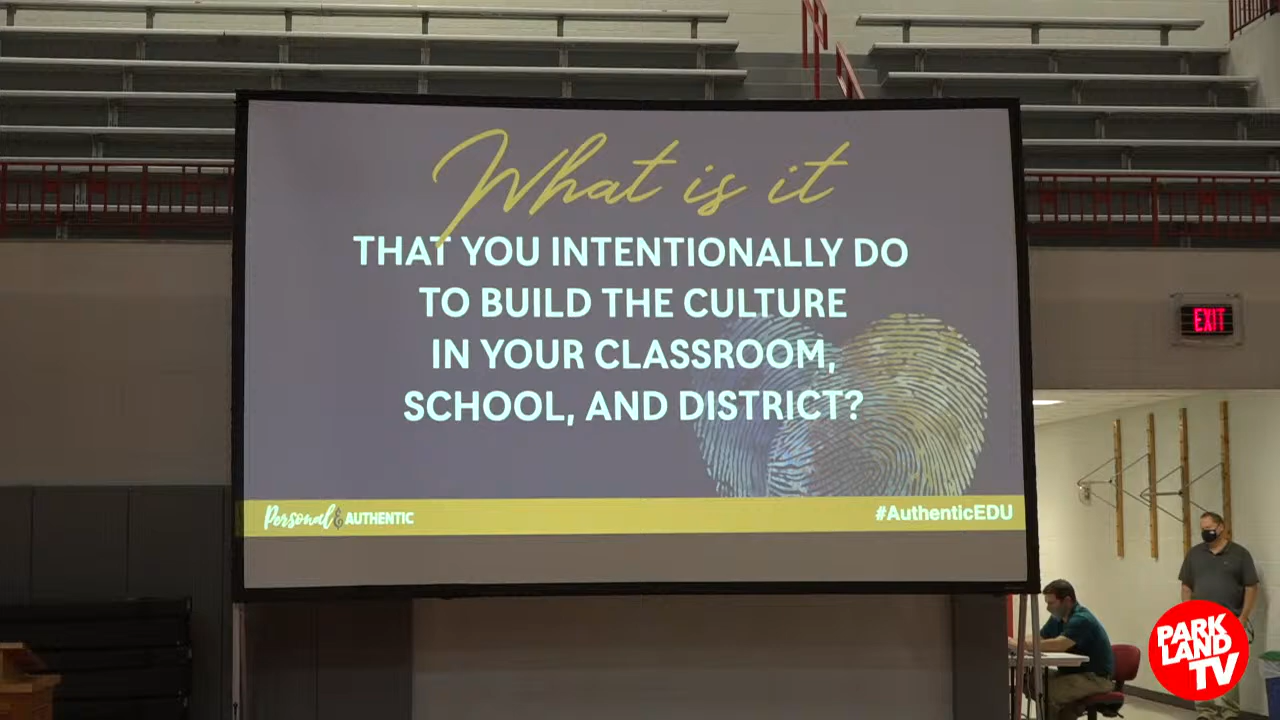 What is it
THAT YOU INTENTIONALLY DO
TO BUILD THE CULTURE
IN YOUR CLASSROOM,
SCHOOL, AND DISTRICT?
Personal & AUTHENTIC
#AuthenticEDU
EXIT
PARK
LAND
TV